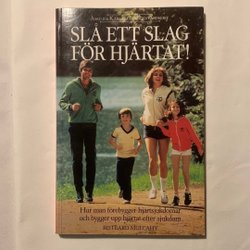 SLÅ ETT SLAG
FÖR HJÄRTAT!
Hur man förebygger hjärtsjukdomar
och bygger upp hjärtat efter sjukdom